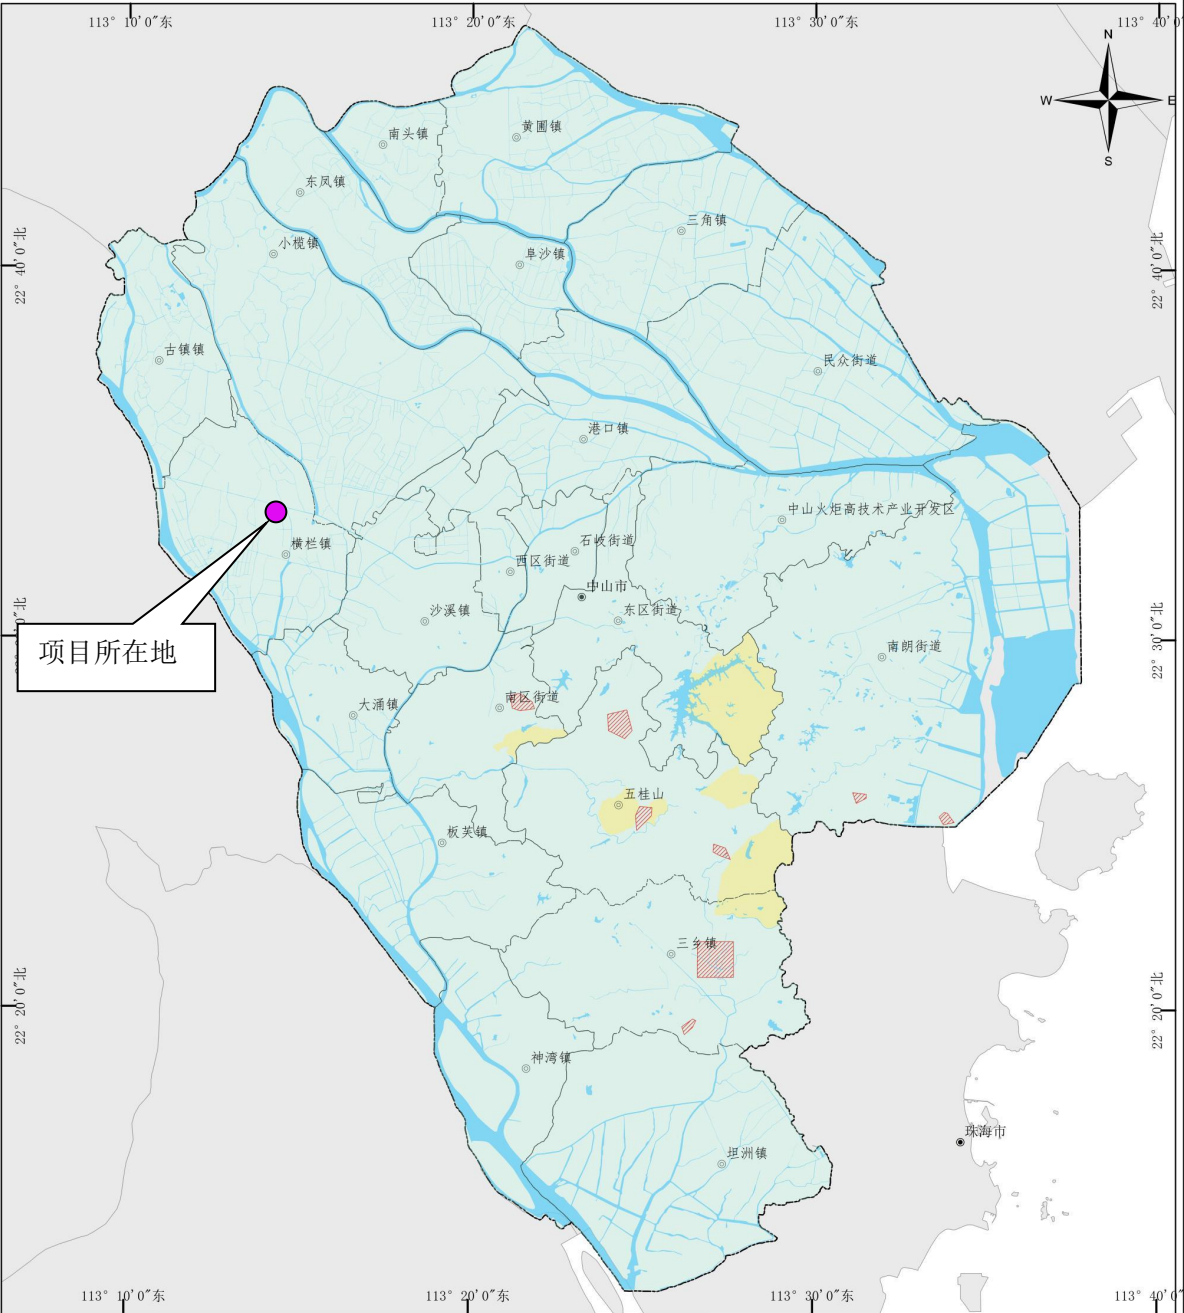 113° 10′ 0″东
113° 20′ 0″东
113° 30′ 0″东
113° 40′ 0″
N
W
E
S
南头镇
黄圃镇
东凤镇
三角镇
小榄镇
阜沙镇
22° 40′ 0″北
22° 40′ 0″北
古镇镇
民众街道
港口镇
中山火炬高技术产业开发区
横栏镇
石岐街道
西区街道
中山市
沙溪镇
东区街道
22° 30′ 0″北
项目所在地
南朗街道
大涌镇
南区街道
五桂山
板芙镇
三乡镇
22° 20′ 0″北
22° 20′ 0″北
神湾镇
珠海市
坦洲镇
113° 10′ 0″东
113° 20′ 0″东
113° 30′ 0″东
113° 40′ 0″